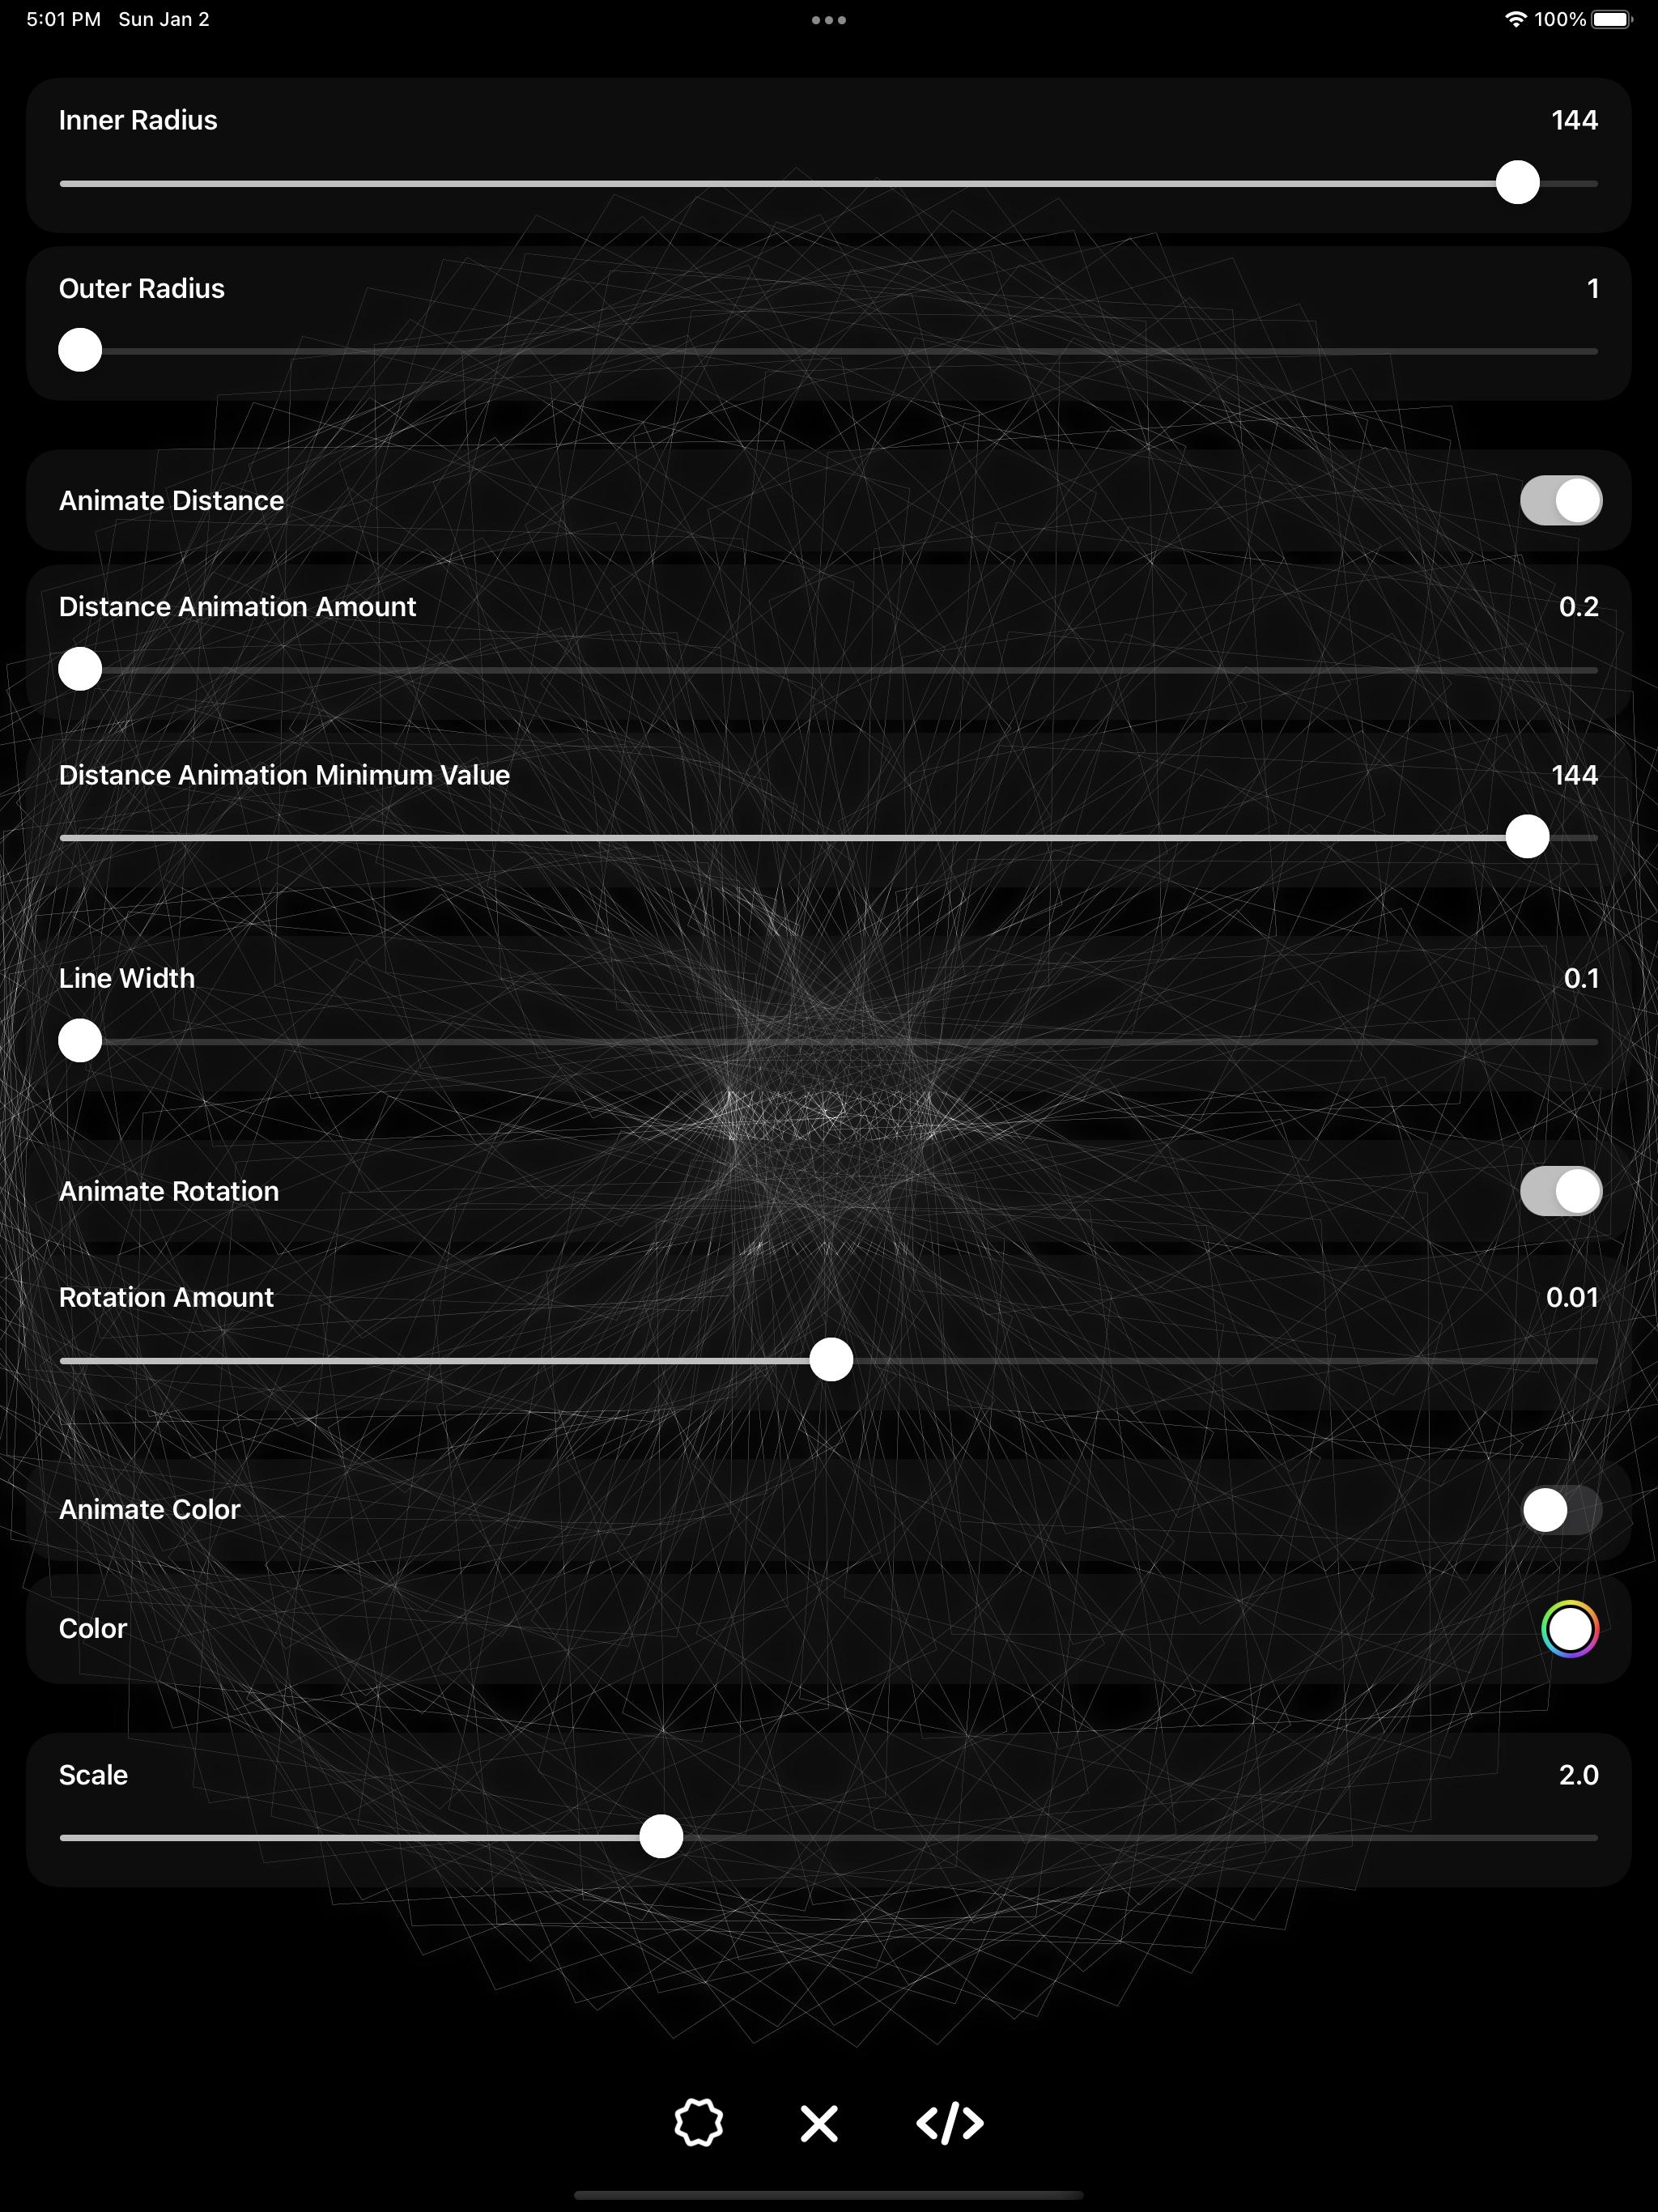 5:01 PM Sun Jan 2
100%
Inner Radius 144
Outer Radius 1
Animate Distance
Distance Animation Amount 0.2
Distance Animation Minimum Value 144
Line Width 0.1
Animate Rotation
Rotation Amount 0.01
Animate Color
Color
Scale 2.0